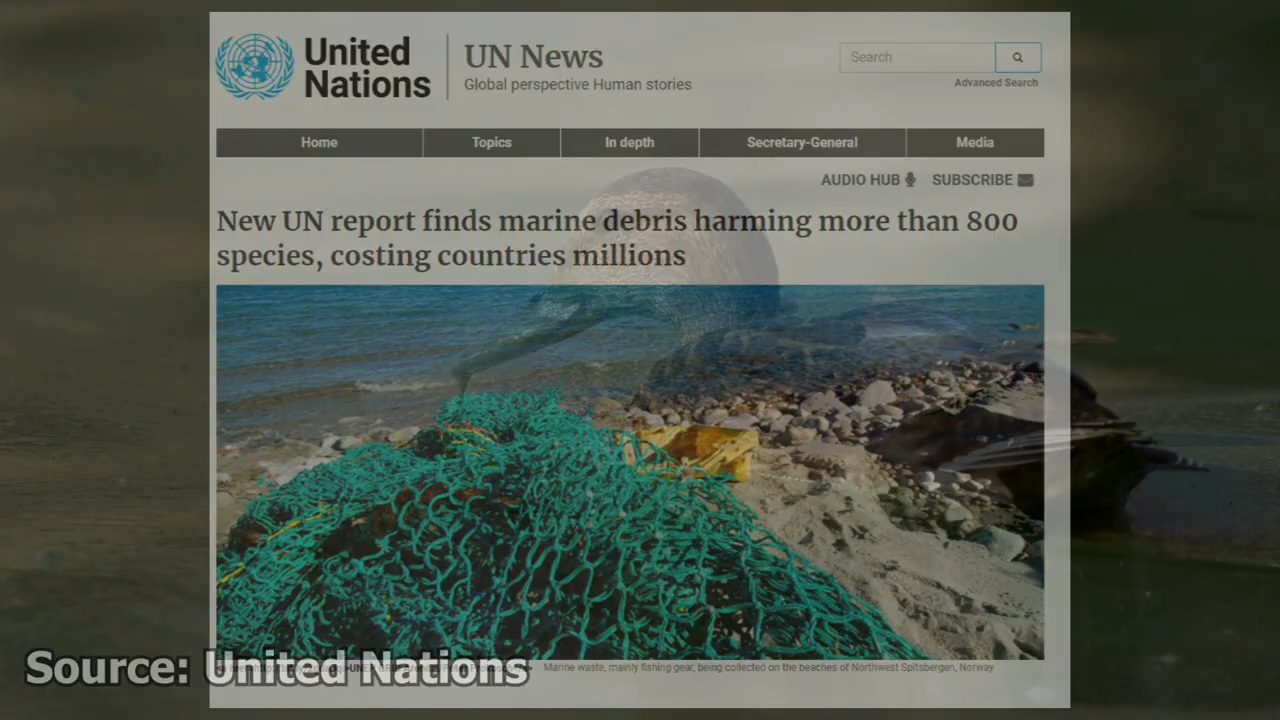 United
Nations
UN News
Global perspective Human stories
Search
Advanced Search
Home Topics In depth Secretary-General Media
AUDIO HUB SUBSCRIBE
New UN report finds marine debris harming more than 800
species, costing countries millions
Marine waste, mainly fishing gear, being collected on the beaches of Northwest Spitsbergen, Norway
Source: United Nations